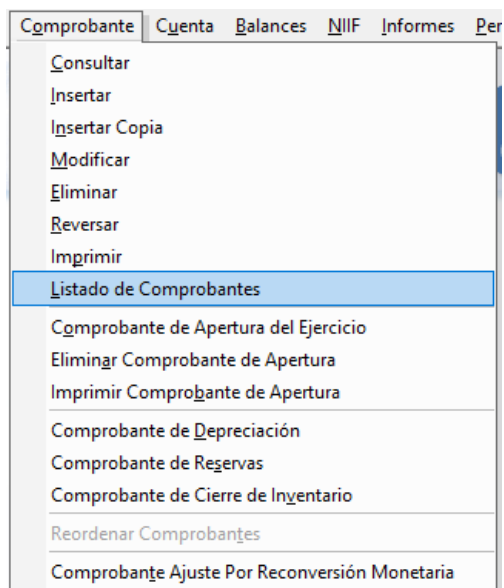 Comprobante Cuenta Balances NIIF Informes
Consultar
Insertar
Insertar Copia
Modificar
Eliminar
Reversar
Imprimir
Listado de Comprobantes
Comprobante de Apertura del Ejercicio
Eliminar Comprobante de Apertura
Imprimir Comprobante de Apertura
Comprobante de Depreciación
Comprobante de Reservas
Comprobante de Cierre de Inventario
Reordenar Comprobantes
Comprobante Ajuste Por Reconversión Monetaria